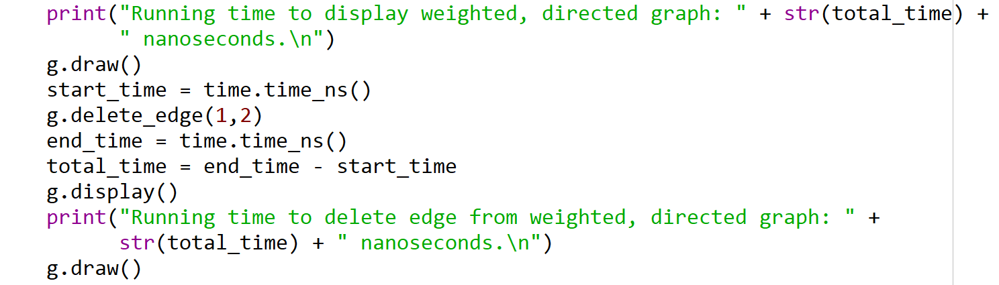 print("Running time to display weighted, directed graph: " + str(total_time) +
      " nanoseconds.\n")
g.draw()
start_time = time.time_ns()
g.delete_edge(1,2)
end_time = time.time_ns()
total_time = end_time - start_time
g.display()
print("Running time to delete edge from weighted, directed graph: " +
      str(total_time) + " nanoseconds.\n")
g.draw()